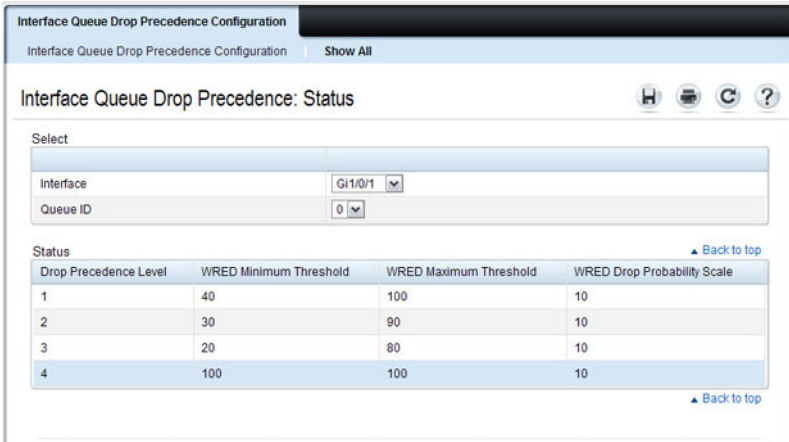 Interface Queue Drop Precedence Configuration
Interface Queue Drop Precedence Configuration Show All
Interface Queue Drop Precedence: Status
?
Select
Interface Gi1/0/1
Queue ID 0
Status Back to top
Drop Precedence Level WRED Minimum Threshold WRED Maximum Threshold WRED Drop Probability Scale
1 40 100 10
2 30 90 10
3 20 80 10
4 100 100 10
Back to top